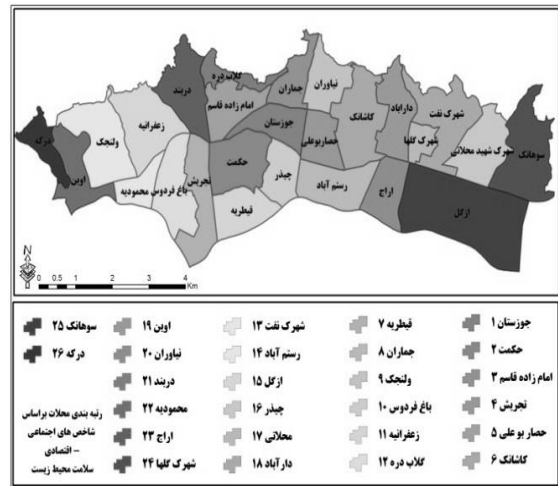 گلاب دره
نیاوران
دربند
جماران
امام زاده قاسم
داراباد
شهرک نفت
کاشانک
زعفرانیه
ولنجک
جوزستان
حصاربوعلی
شهرک گلها
سوهانک
درکه
شهرک شهید محلاتی
حکمت
اوین
تجریش
باغ فردوس
محمودیه
چیذر
رستم آباد
اراج
ازگل
قیطریه
N
0 0.5 1 2 3 4
Km
جوزستان ۱
حکمت ۲
امام زاده قاسم ۳
تجریش ۴
حصار بو علی ۵
کاشانک ۶
قیطریه ۷
جماران ۸
ولنجک ۹
باغ فردوس ۱۰
زعفرانیه ۱۱
گلاب دره ۱۲
شهرک نفت ۱۳
رستم آباد ۱۴
ازگل ۱۵
چیذر ۱۶
محلاتی ۱۷
دارآباد ۱۸
اوین ۱۹
نیاوران ۲۰
دربند ۲۱
محمودیه ۲۲
اراج ۲۳
شهرک گلها ۲۴
سوهانک ۲۵
درکه ۲۶
رتبه بندی محلات براساس
شاخص های اجتماعی
– اقتصادی
سلامت محیط زیست